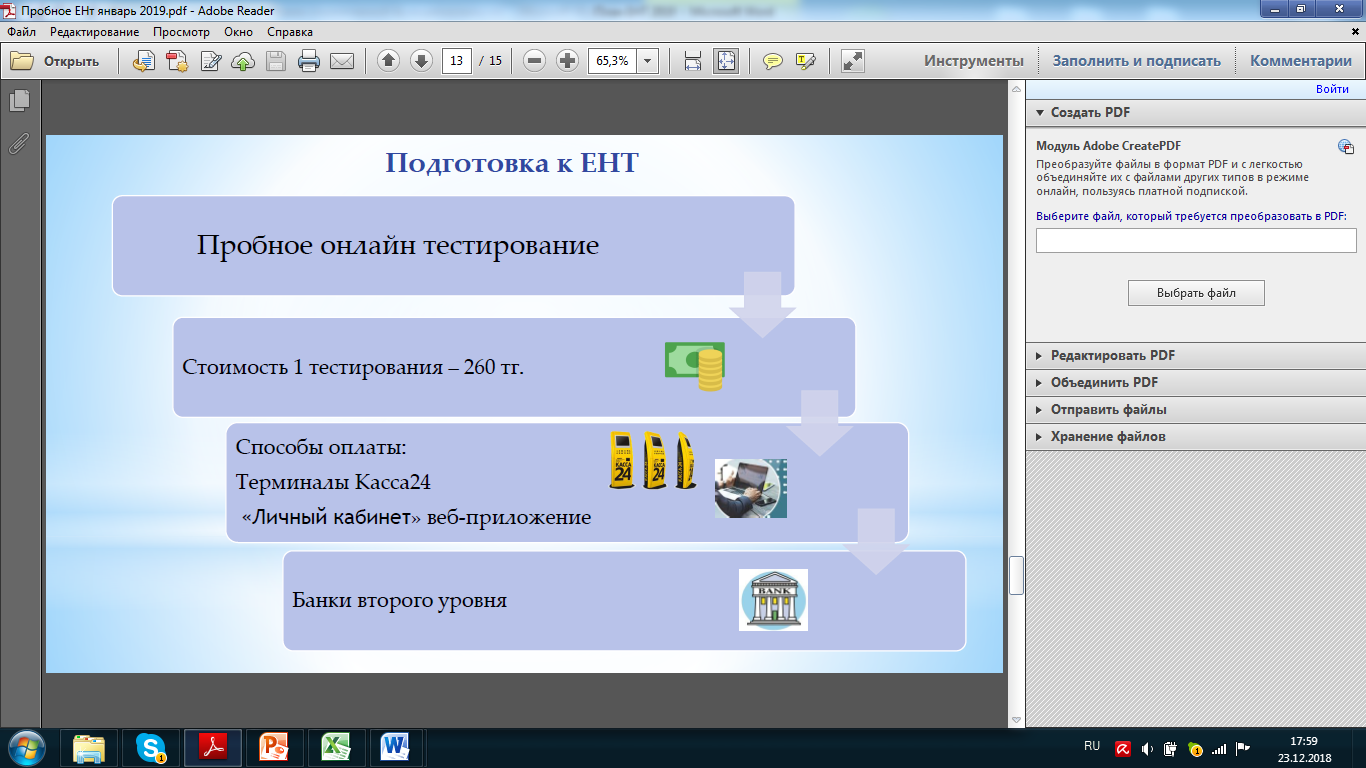 Пробное ЕНт январь 2019.pdf - Adobe Reader
Файл Редактирование Просмотр Окно Справка
Открыть 13 / 15 65,3% Инструменты Заполнить и подписать Комментарии
Войти
Создать PDF
Модуль Adobe CreatePDF
Преобразуйте файлы в формат PDF и с легкостью
объединяйте их с файлами других типов в режиме
онлайн, пользуясь платной подпиской.
Выберите файл, который требуется преобразовать в PDF:
Выбрать файл
Редактировать PDF
Объединить PDF
Отправить файлы
Хранение файлов
Подготовка к ЕНТ
Пробное онлайн тестирование
Стоимость 1 тестирования – 260 тг.
Способы оплаты:
Терминалы Касса24
«Личный кабинет» веб-приложение
КАССА
24
КАССА
24
Банки второго уровня
BANK
RU
17:59
23.12.2018